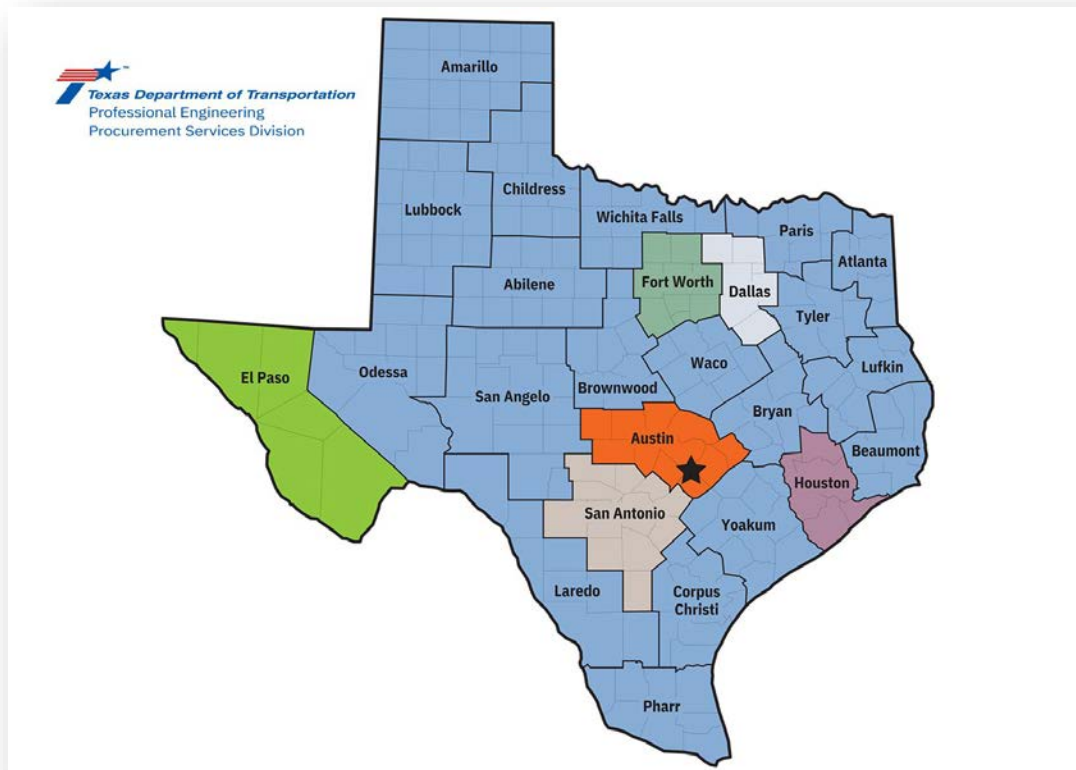 Texas Department of Transportation
Professional Engineering
Procurement Services Division
Amarillo
Childress
Lubbock
Wichita Falls
Paris
Atlanta
Abilene
Fort Worth
Dallas
Tyler
El Paso
Odessa
San Angelo
Brownwood
Waco
Lufkin
Austin
Bryan
Beaumont
San Antonio
Houston
Yoakum
Laredo
Corpus
Christi
Pharr